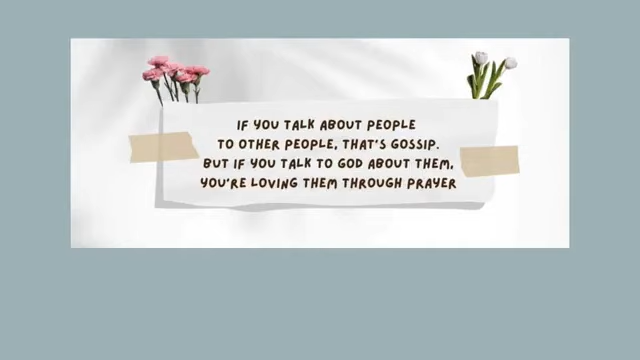 IF YOU TALK ABOUT PEOPLE
TO OTHER PEOPLE, THAT'S GOSSIP.
BUT IF YOU TALK TO GOD ABOUT THEM,
YOU'RE LOVING THEM THROUGH PRAYER